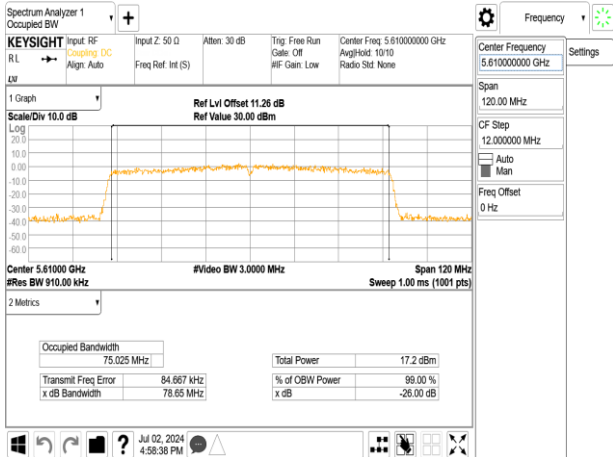 Spectrum Analyzer 1
Occupied BW
Frequency
KEYSIGHT
RL
Input: RF
Coupling: DC
Align: Auto
Input Z: 50 Ω
Freq Ref: Int (S)
Atten: 30 dB
Trig: Free Run
Gate: Off
#IF Gain: Low
Center Freq: 5.610000000 GHz
Avg|Hold: 10/10
Radio Std: None
LXI
Center Frequency
5.610000000 GHz
Settings
Span
120.00 MHz
CF Step
12.000000 MHz
Auto
Man
Freq Offset
0 Hz
1 Graph
Scale/Div 10.0 dB
Ref Lvl Offset 11.26 dB
Ref Value 30.00 dBm
Log
20.0
10.0
0.00
-10.0
-20.0
-30.0
-40.0
-50.0
-60.0
Center 5.61000 GHz
#Res BW 910.00 kHz
#Video BW 3.0000 MHz
Span 120 MHz
Sweep 1.00 ms (1001 pts)
2 Metrics
Occupied Bandwidth
75.025 MHz
Total Power 17.2 dBm
Transmit Freq Error 84.667 kHz
% of OBW Power 99.00 %
x dB Bandwidth 78.65 MHz
x dB -26.00 dB
?
Jul 02, 2024
4:58:38 PM